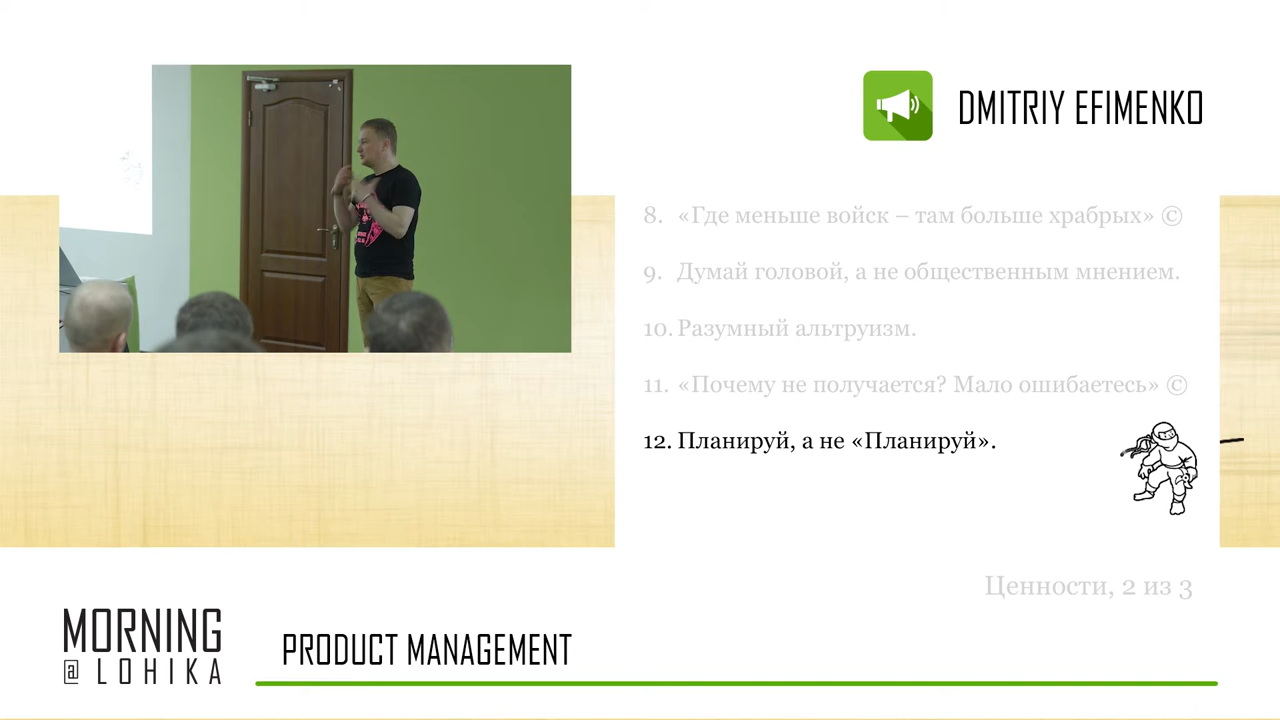 DMITRIY EFIMENKO
8. «Где меньше войск – там больше храбрых» ©
9. Думай головой, а не общественным мнением.
10. Разумный альтруизм.
11. «Почему не получается? Мало ошибаетесь» ©
12. Планируй, а не «Планируй».
Ценности, 2 из 3
MORNING
@ LOHIKA
PRODUCT MANAGEMENT